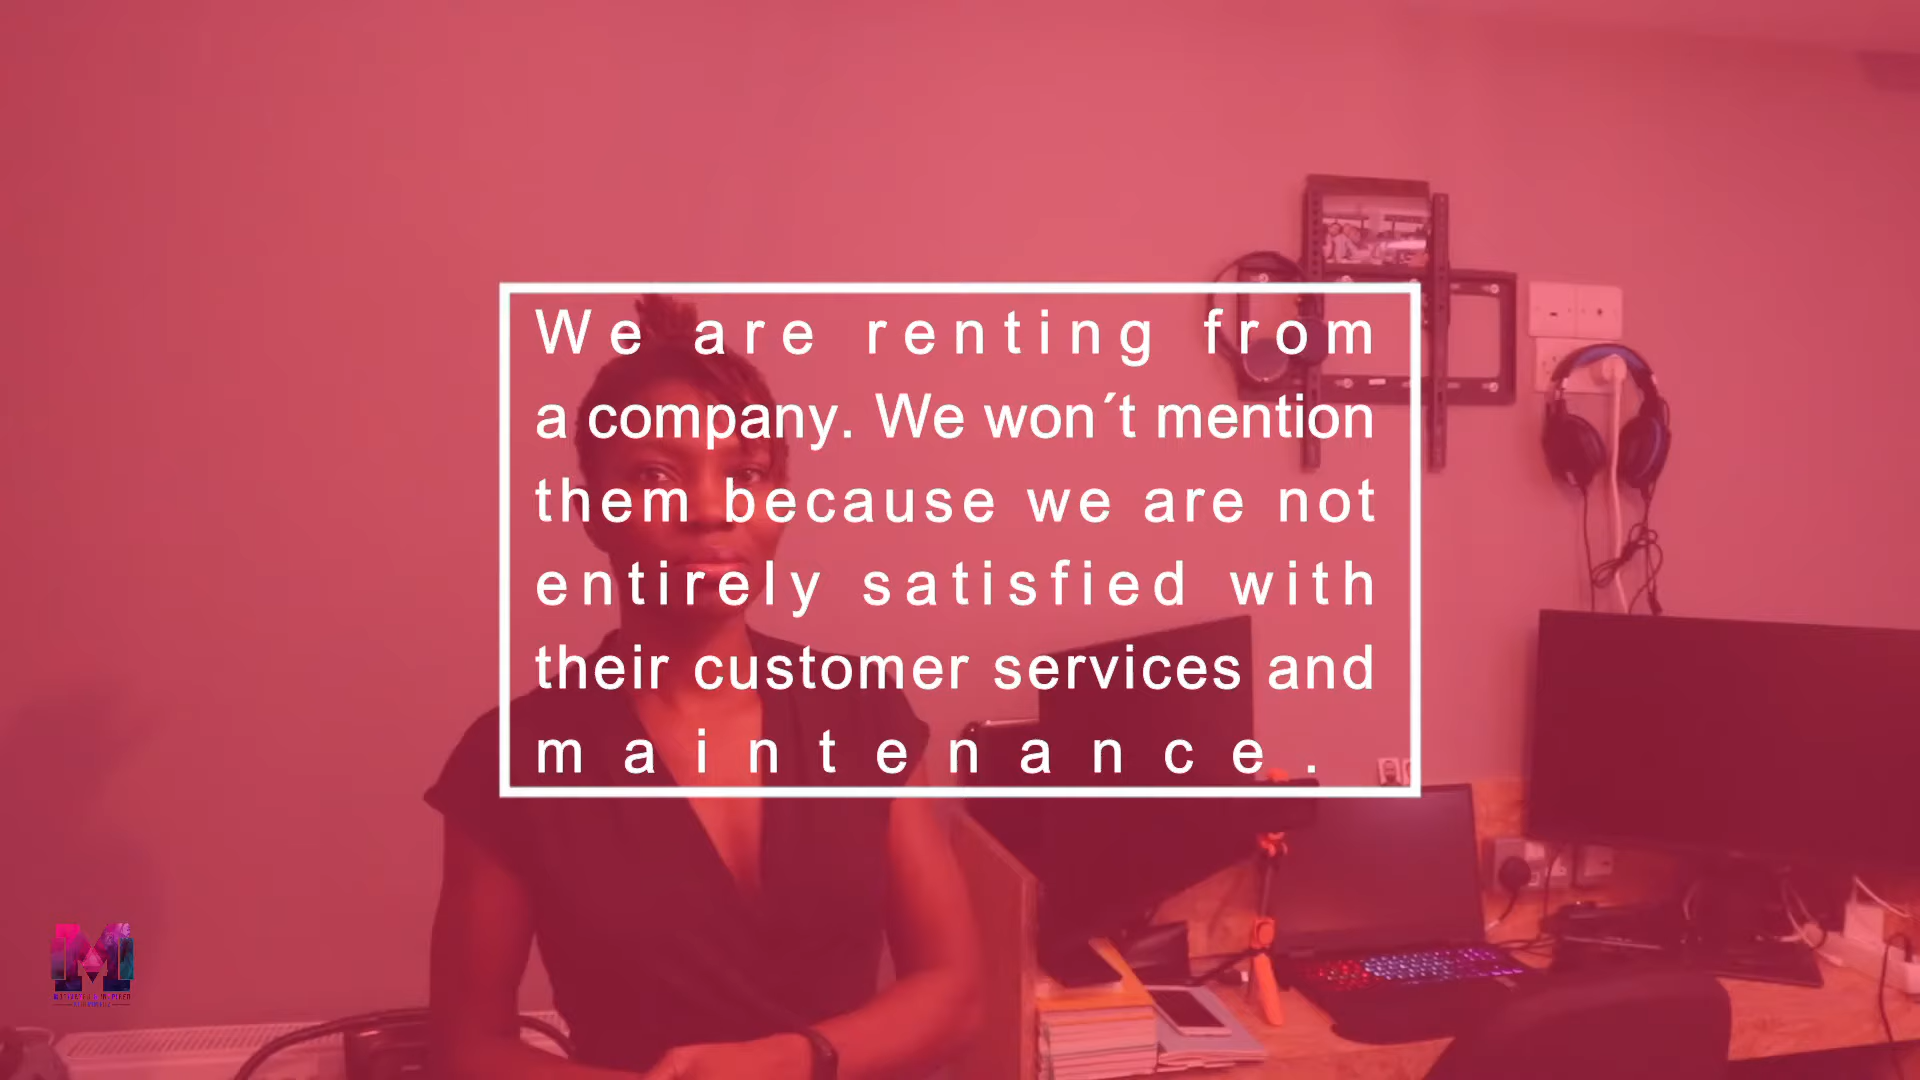 We are renting from
a company. We won´t mention
them because we are not
entirely satisfied with
their customer services and
maintenance.
M